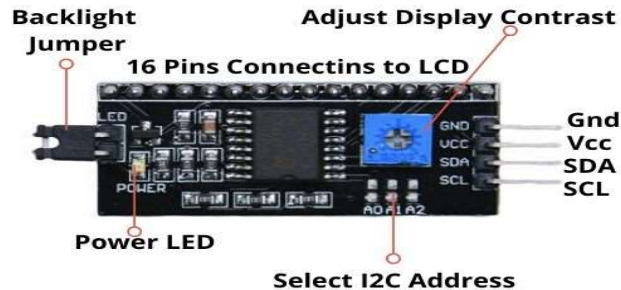 Backlight
Jumper
Adjust Display Contrast
16 Pins Connectins to LCD
LED
GND
VCC
SDA
SCL
Gnd
Vcc
SDA
SCL
POWER
A0 A1 A2
Power LED
Select I2C Address